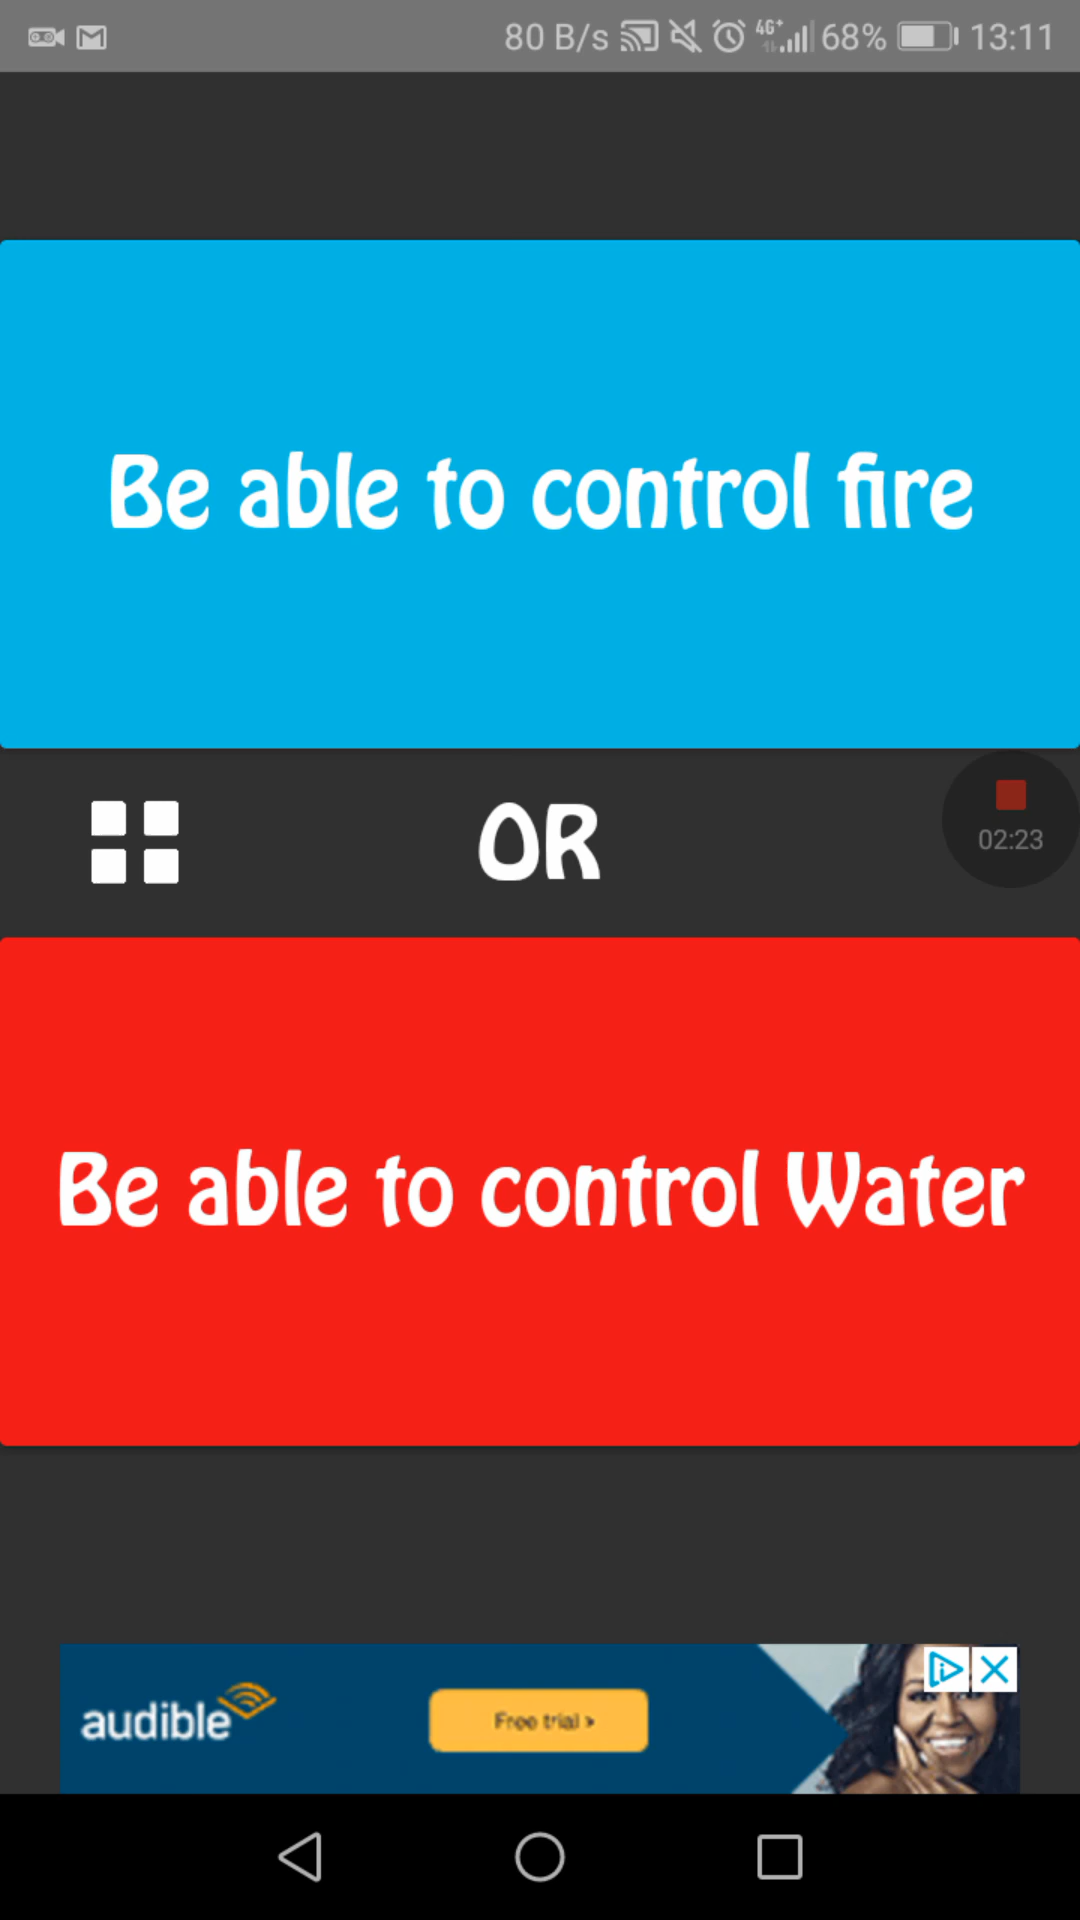 80 B/s 4G+ 68% 13:11
Be able to control fire
OR
02:23
Be able to control Water
audible
Free trial >